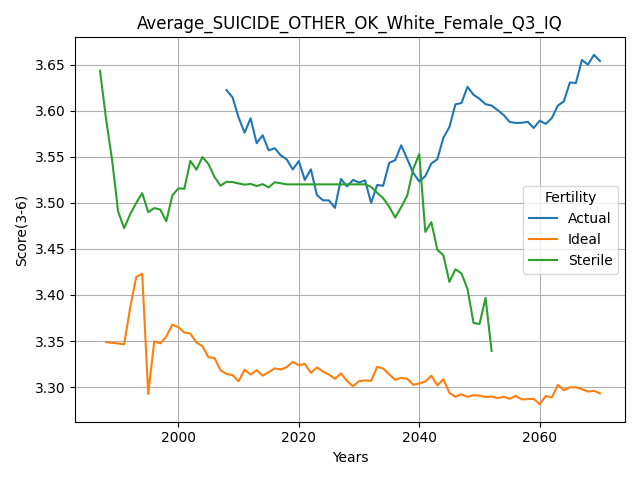 Average_SUICIDE_OTHER_OK_White_Female_Q3_IQ
Score(3-6)
3.65
3.60
3.55
3.50
3.45
3.40
3.35
3.30
Fertility
Actual
Ideal
Sterile
2000
2020
2040
2060
Years